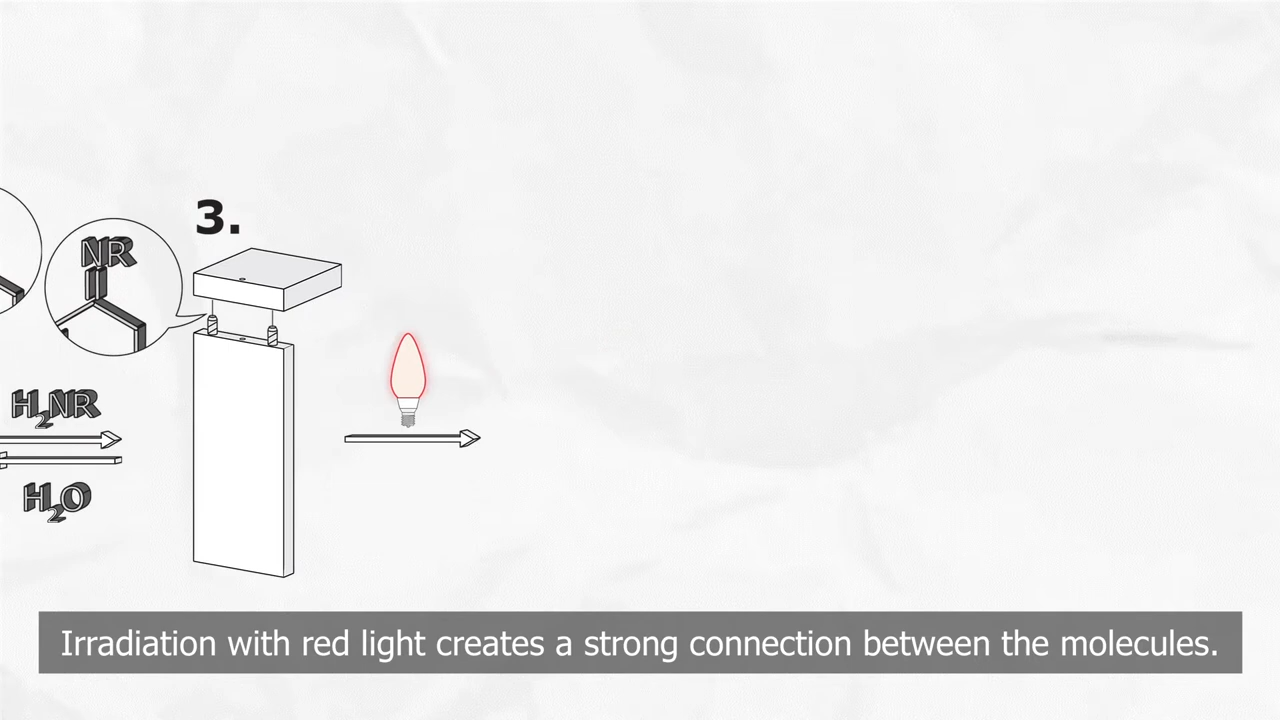 3.
NR
H2NR
H2O
Irradiation with red light creates a strong connection between the molecules.